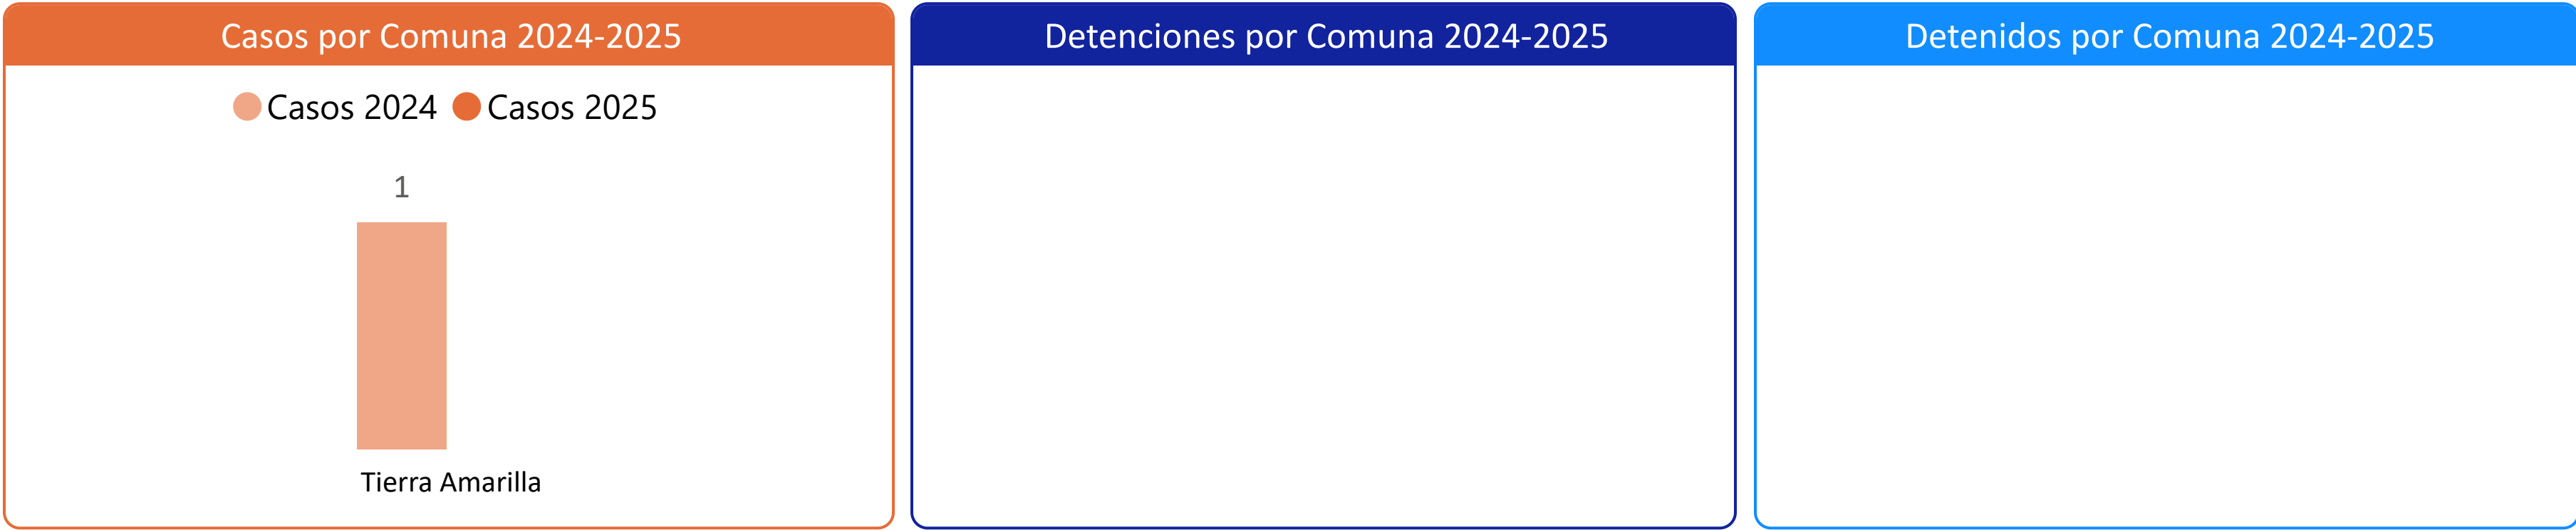 Casos por Comuna 2024-2025
Casos 2024 Casos 2025
1
Tierra Amarilla
Detenciones por Comuna 2024-2025
Detenidos por Comuna 2024-2025